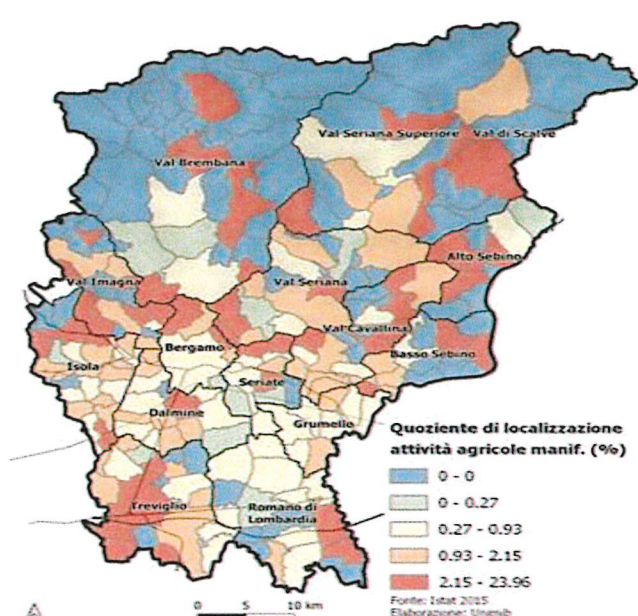 Val Seriana Superiore
Val di Scalve
Val Brembana
Alto Sebino
Val Imagna
Val Seriana
Val Cavallina
Bergamo
Basso Sebino
Isola
Seriate
Dalmine
Grumello
Quoziente di localizzazione
attività agricole manif. (%)
0 - 0
0 - 0.27
0.27 - 0.93
0.93 - 2.15
2.15 - 23.96
Treviglio
Romano di
Lombardia
0 5 10 km
Fonte: Istat 2015
Elaborazione: Unimib